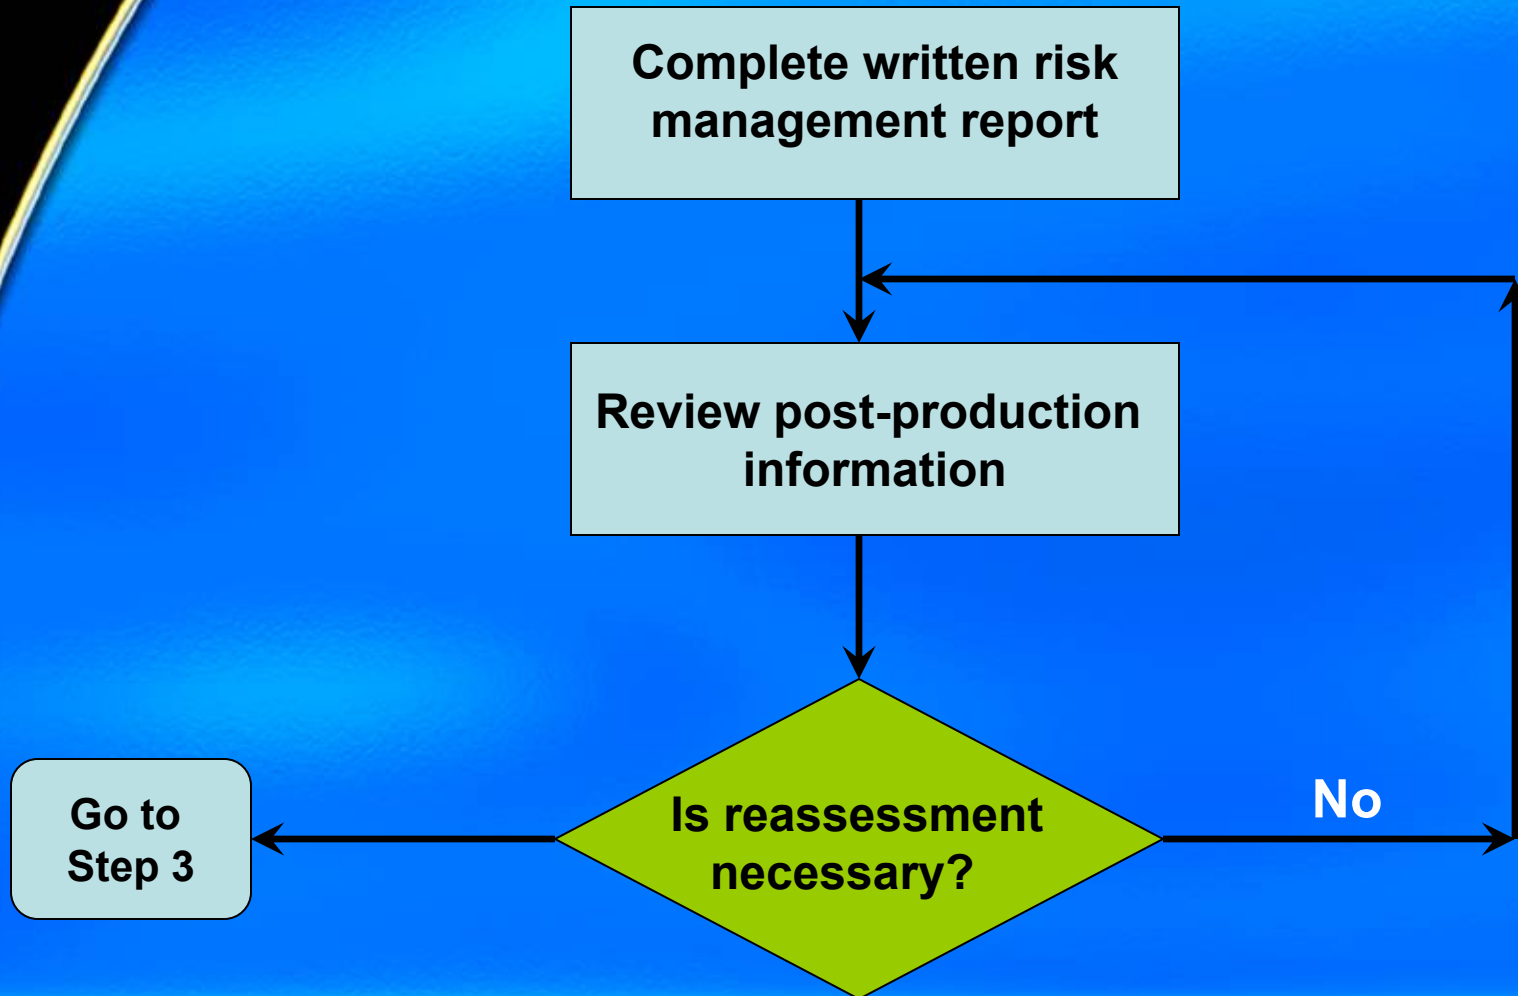 Complete written risk
management report
Review post-production
information
Is reassessment
necessary?
No
Go to
Step 3